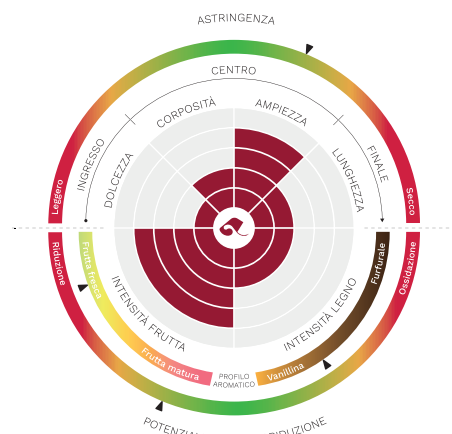 ASTRINGENZA
CENTRO
CORPOSITÀ
AMPIEZZA
INGRESSO
DOLCEZZA
LUNGHEZZA
FINALE
Leggero
Secco
Riduzione
Frutta fresca
Furfurale
Ossidazione
INTENSITÀ FRUTTA
INTENSITÀ LEGNO
Frutta matura
PROFILO
AROMATICO
Vanillina
RIDUZIONE